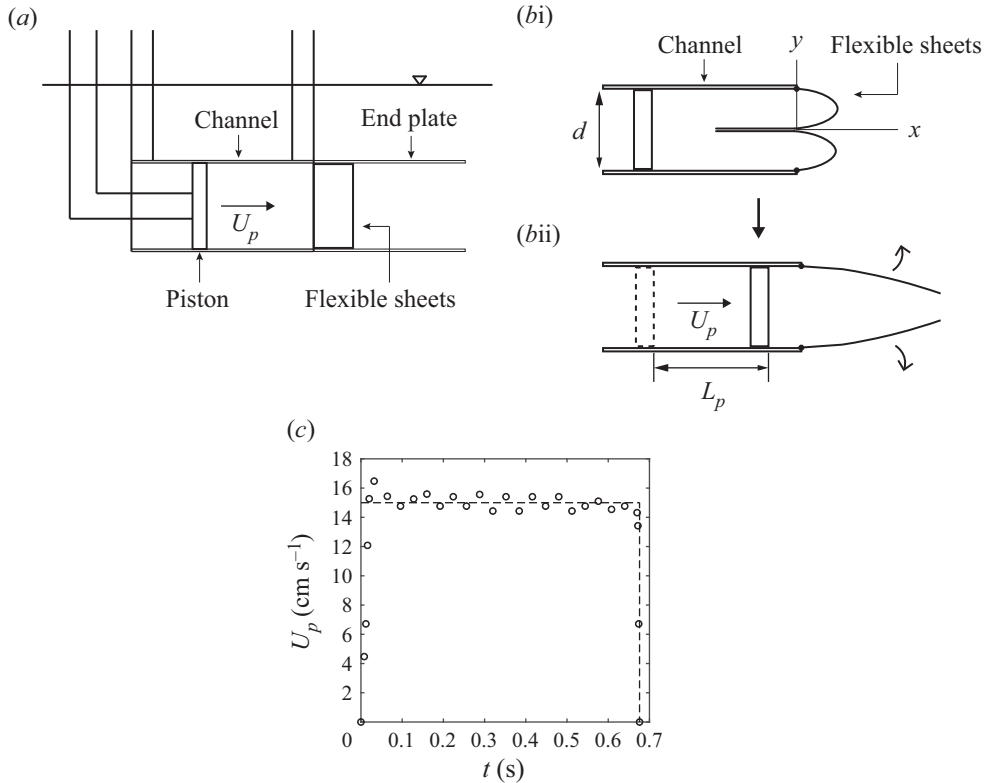 (a)
Channel
End plate
U_p
Piston
Flexible sheets
(bi)
Channel
y
Flexible sheets
d
x
(bii)
U_p
L_p
(c)
18
16
14
12
10
8
6
4
2
0 0.1 0.2 0.3 0.4 0.5 0.6 0.7
U_p (cm s⁻¹)
t (s)